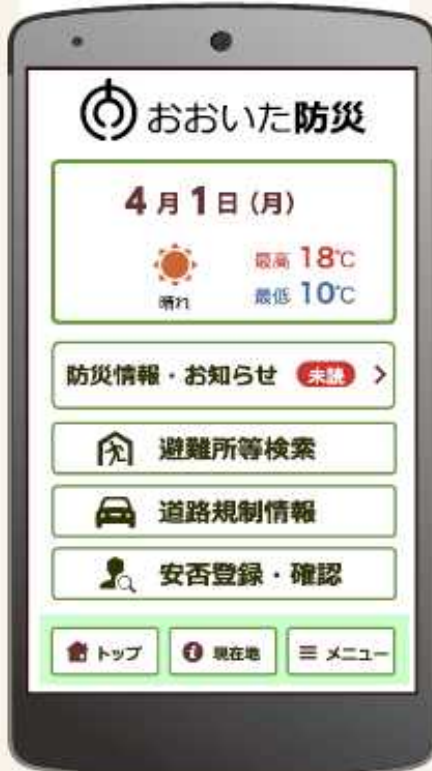 おおいた防災
4月1日(月)
最高 18℃
晴れ
最低 10℃
防災情報・お知らせ 未読 >
避難所等検索
道路規制情報
安否登録・確認
トップ 現在地 メニュー